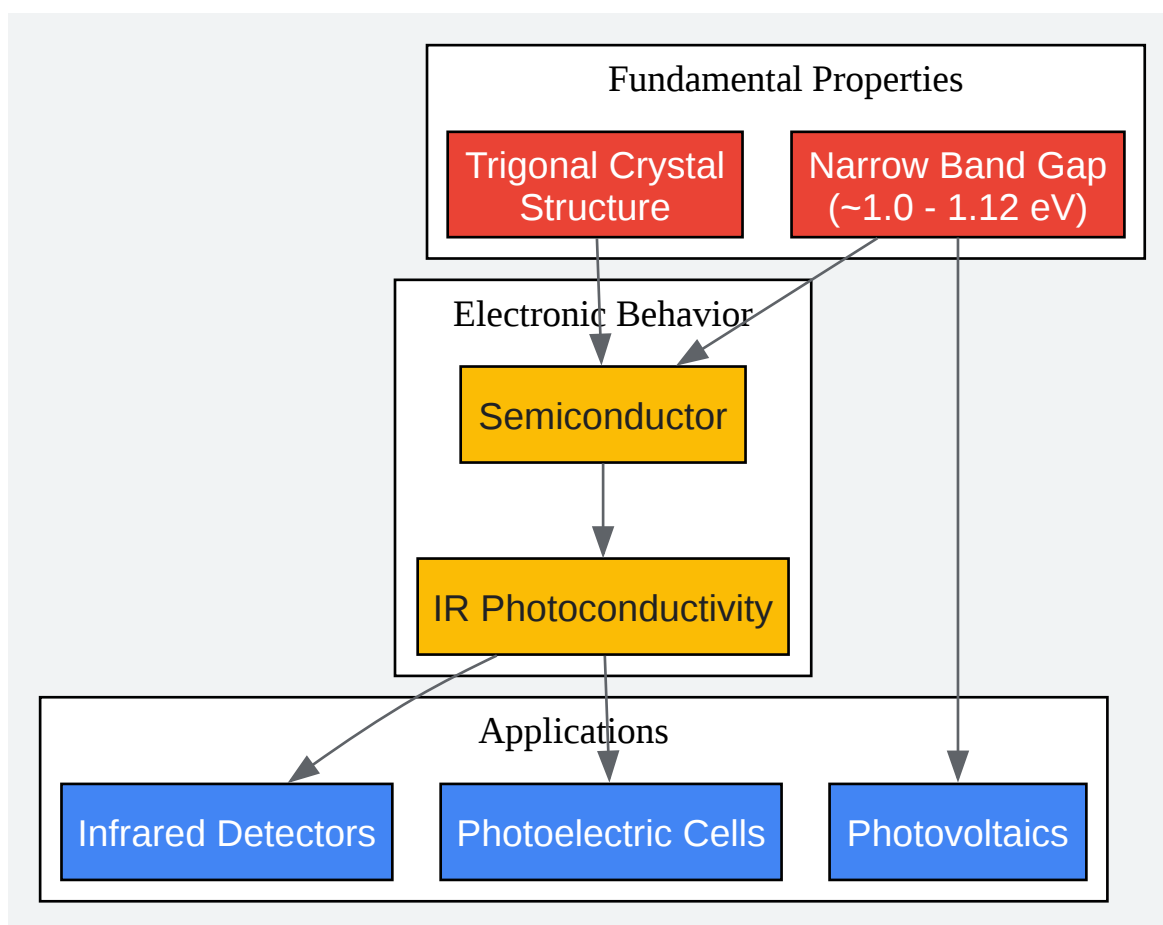 Fundamental Properties
Trigonal Crystal
Structure
Narrow Band Gap
(~1.0 - 1.12 eV)
Electronic Behavior
Semiconductor
IR Photoconductivity
Applications
Infrared Detectors
Photoelectric Cells
Photovoltaics